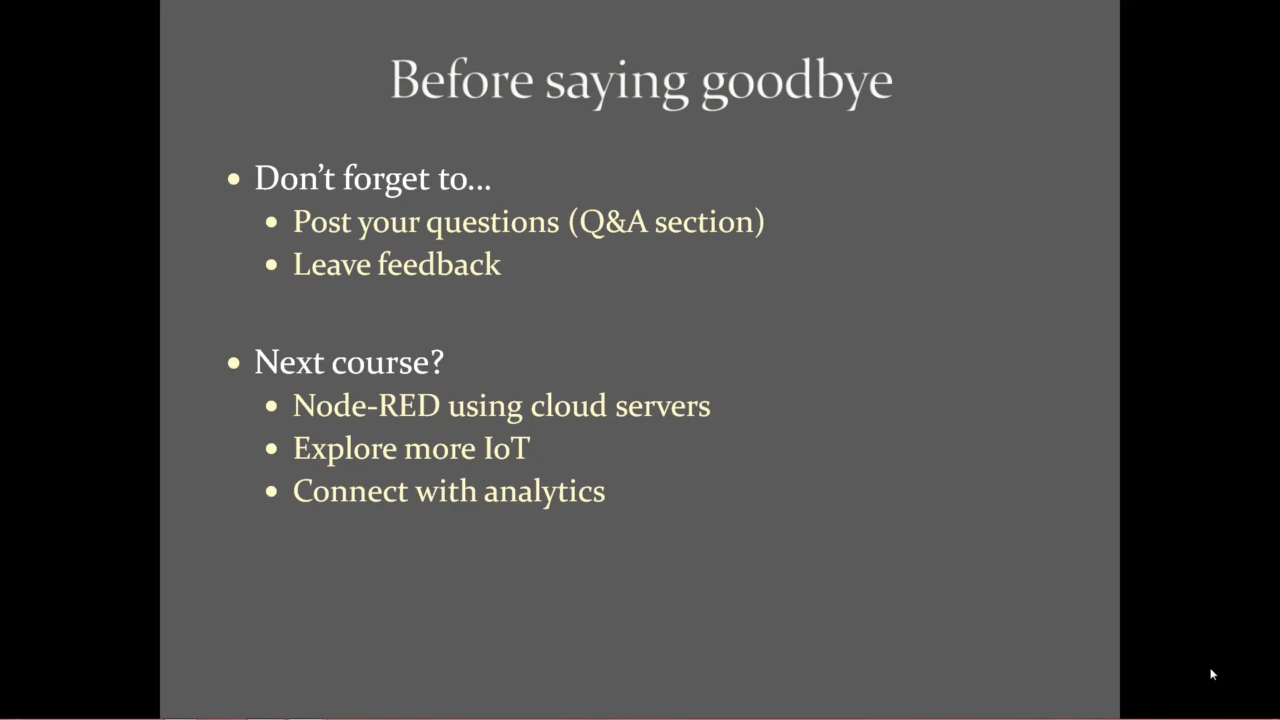 Before saying goodbye
• Don’t forget to…
• Post your questions (Q&A section)
• Leave feedback
• Next course?
• Node-RED using cloud servers
• Explore more IoT
• Connect with analytics